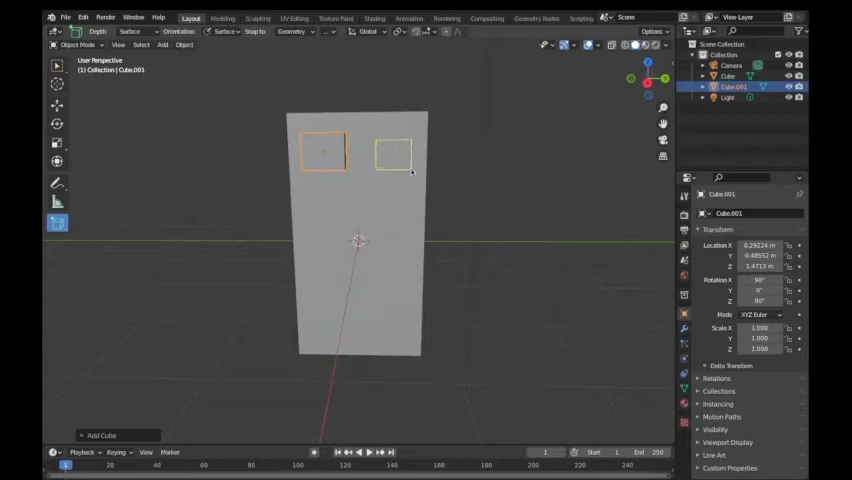 File Edit Render Window Help Layout Modeling Sculpting UV Editing Texture Paint Shading Animation Rendering Compositing Geometry Nodes Scripting Scene View Layer
Depth: Surface Orientation Surface Snap to: Geometry ... Global Options
Object Mode View Select Add Object
User Perspective
(1) Collection | Cube.001
Scene Collection
Collection
Camera
Cube
Cube.001
Light
Cube.001
Cube.001
Transform
Location X 0.29224 m
Y -0.48552 m
Z 1.4713 m
Rotation X 90°
Y 0°
Z 90°
Mode XYZ Euler
Scale X 1.000
Y 1.000
Z 1.000
Delta Transform
Relations
Collections
Instancing
Motion Paths
Visibility
Viewport Display
Line Art
Custom Properties
Add Cube
Playback Keying View Marker 1 Start 1 End 250
1 20 40 60 80 100 120 140 160 180 200 220 240